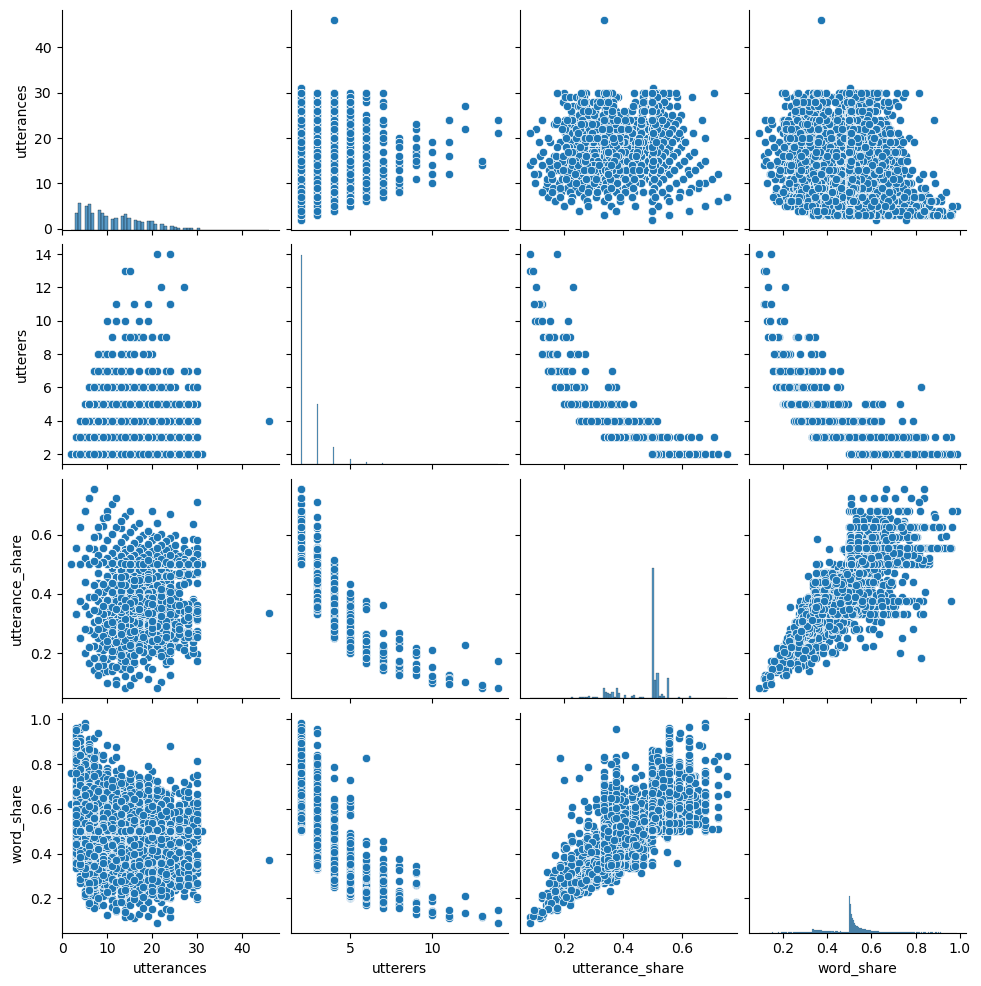 40
30
20
10
0
utterances
14
12
10
8
6
4
2
utterers
0.6
0.4
0.2
utterance_share
1.0
0.8
0.6
0.4
0.2
word_share
0 10 20 30 40
5 10
0.2 0.4 0.6
0.2 0.4 0.6 0.8 1.0
utterances utterers utterance_share word_share